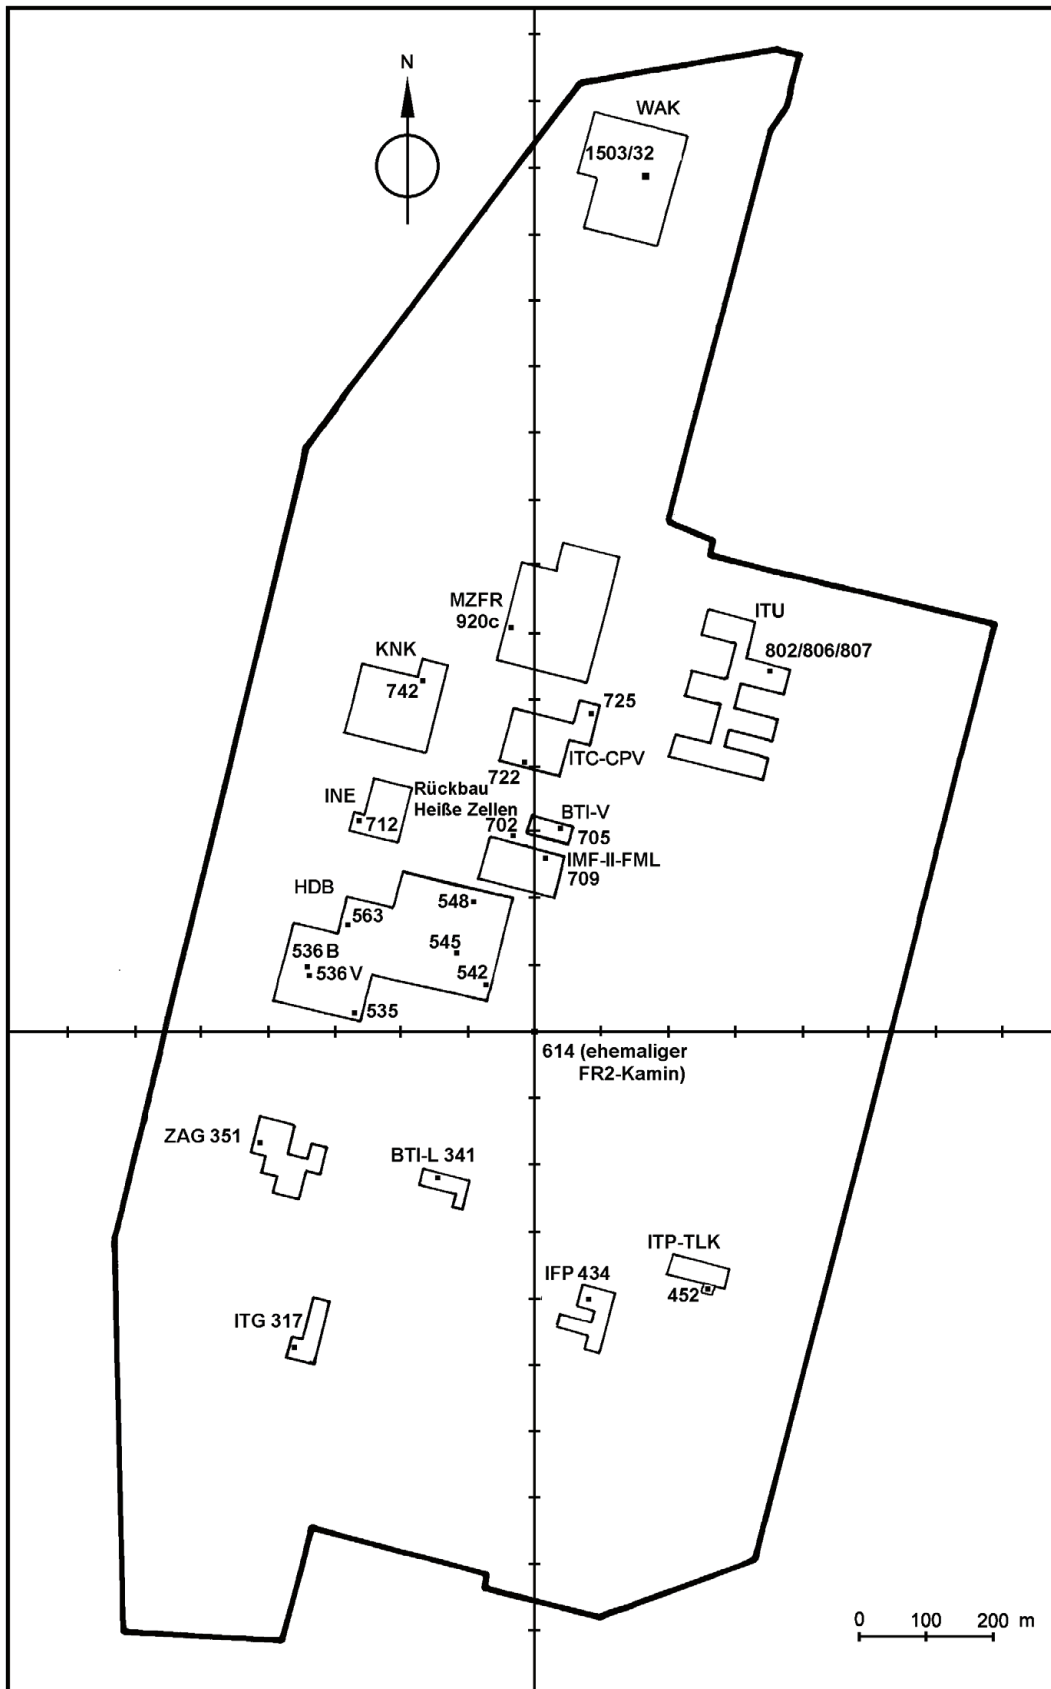 N
WAK
1503/32
MZFR
920c
ITU
802/806/807
KNK
742
725
ITC-CPV
722
INE
712
Rückbau
Heiße Zellen
702
BTI-V
705
IMF-II-FML
709
HDB
548
563
545
536 B
536 V
542
535
614 (ehemaliger
FR2-Kamin)
ZAG 351
BTI-L 341
ITP-TLK
452
IFP 434
ITG 317
0 100 200 m